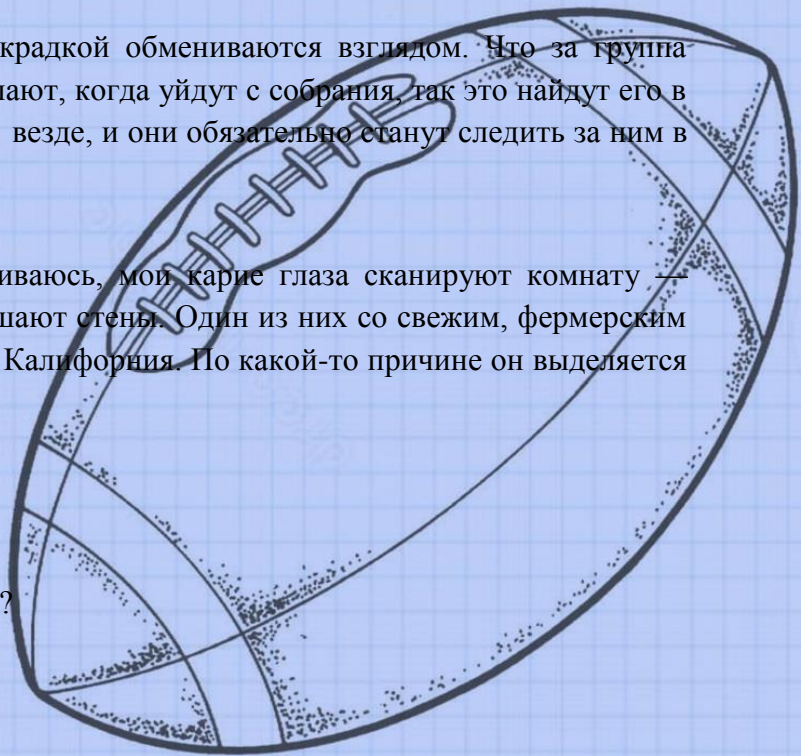 крадкой обмениваются взглядом. Что за группа
ают, когда уйдут с собрания, так это найдут его в
везде, и они обязательно станут следить за ним в
иваюсь, мои карие глаза сканируют комнату —
шают стены. Один из них со свежим, фермерским
Калифорния. По какой-то причине он выделяется
?